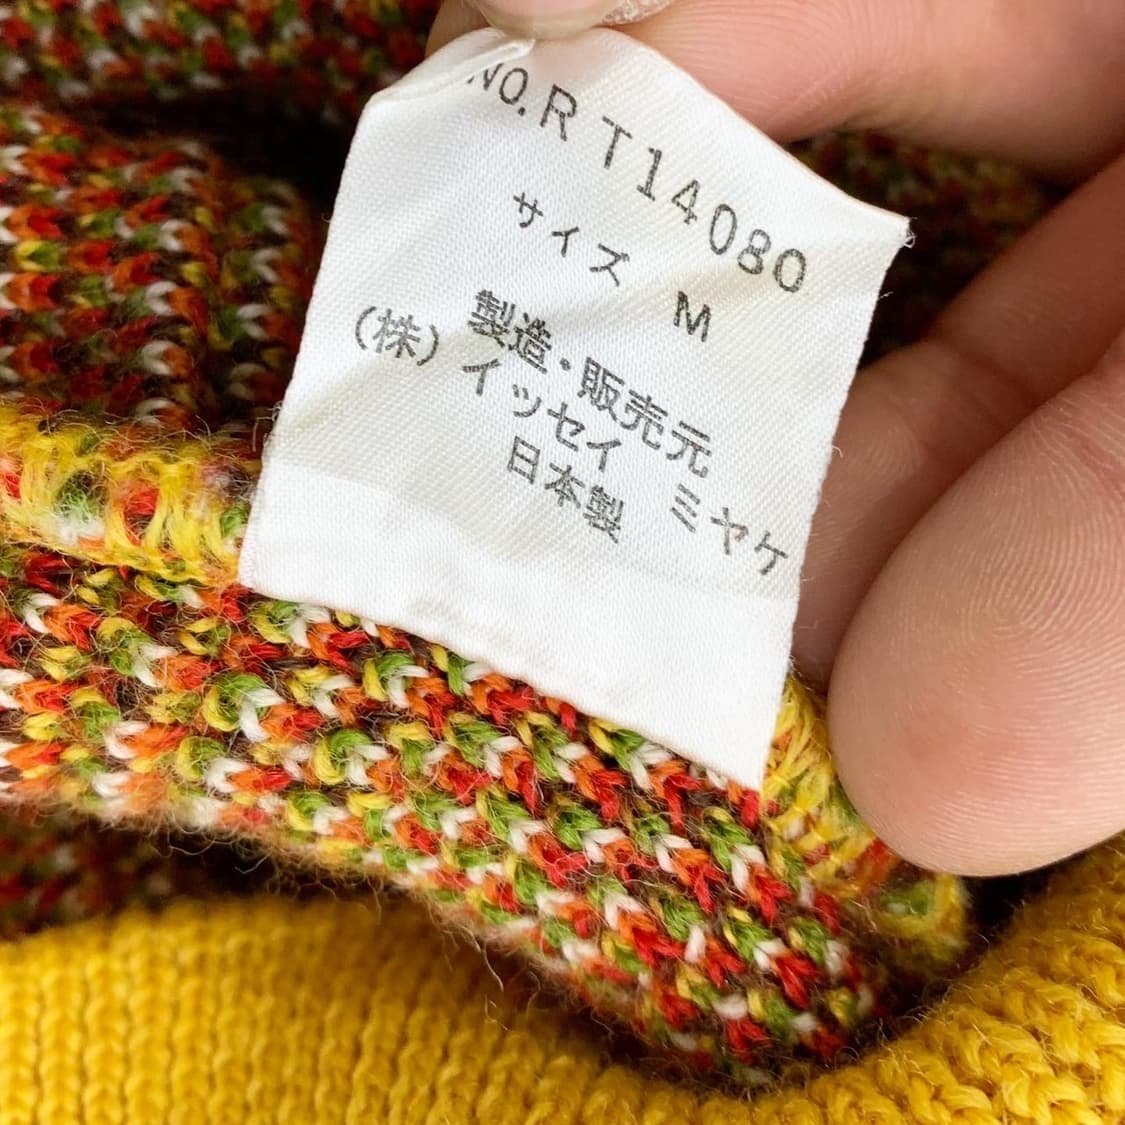 NO.RT14080
サイズ M
製造・販売元
(株)イッセイ ミヤケ
日本製